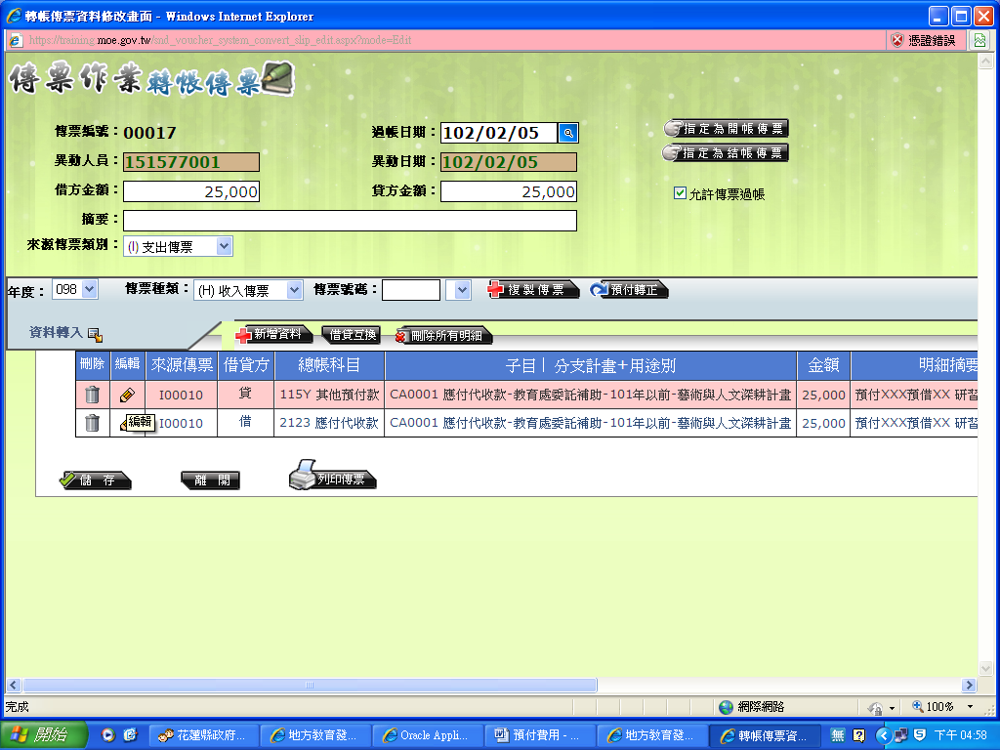 轉帳傳票資料修改畫面 - Windows Internet Explorer
https://training.moe.gov.tw/snd_voucher_system_convert_slip_edit.aspx?mode=Edit 憑證錯誤
傳票作業 轉帳傳票
傳票編號：00017 過帳日期：102/02/05 指定為開帳傳票
指定為結帳傳票
異動人員：151577001 異動日期：102/02/05
借方金額：25,000 貸方金額：25,000 允許傳票過帳
摘要：
來源傳票類別：(I) 支出傳票
年度：098 傳票種類：(H) 收入傳票 傳票號碼： 複製傳票 預付轉正
資料轉入 新增資料 借貸互換 刪除所有明細
刪除 編輯 來源傳票 借貸方 總帳科目 子目｜分支計畫+用途別 金額 明細摘要
I00010 貸 115Y 其他預付款 CA0001 應付代收款-教育處委託補助-101年以前-藝術與人文深耕計畫 25,000 預付XXX預借XX 研習
編輯 I00010 借 2123 應付代收款 CA0001 應付代收款-教育處委託補助-101年以前-藝術與人文深耕計畫 25,000 預付XXX預借XX 研習
儲存 離開 列印傳票
完成 網際網路 100%
開始 花蓮縣政府... 地方教育發... Oracle Appli... 預付費用 - ... 地方教育發... 轉帳傳票資... 無 下午 04:58